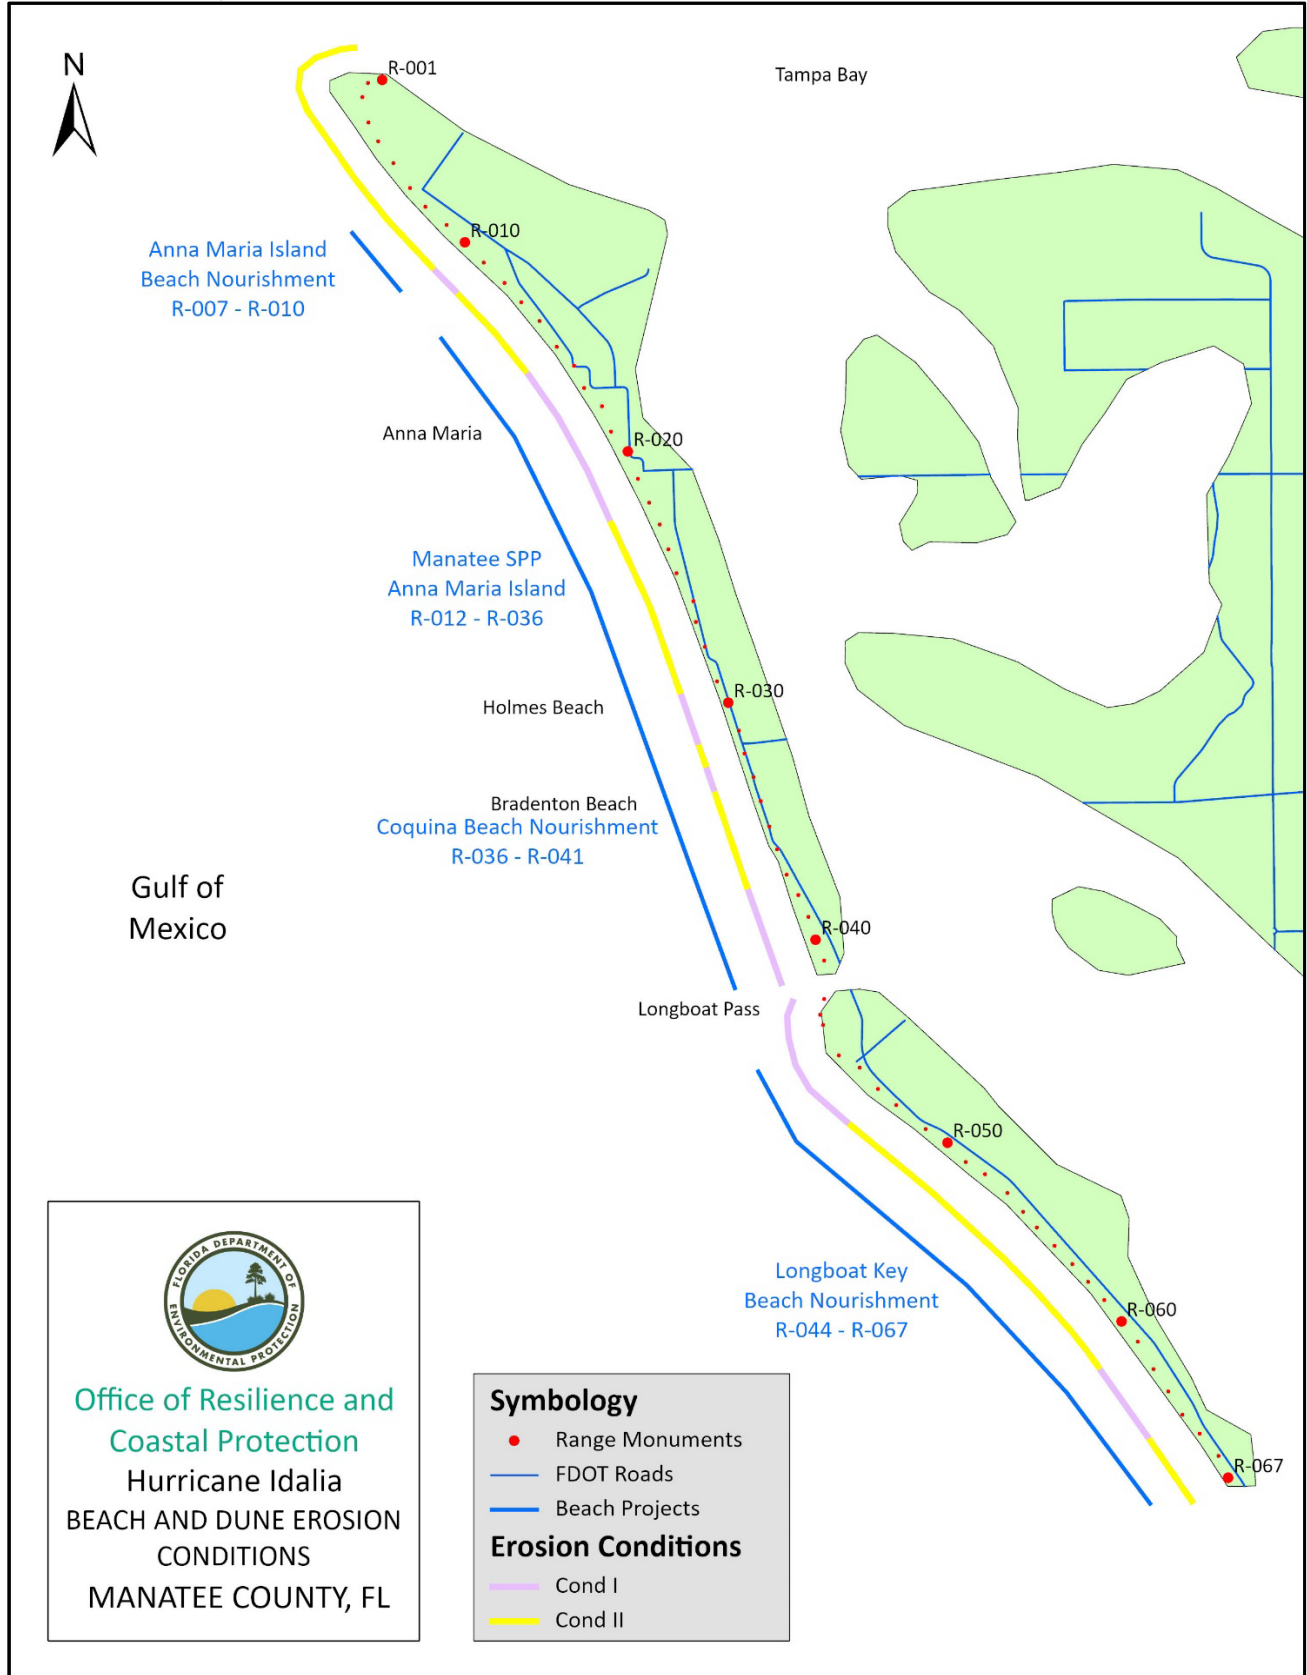 N
R-001
Tampa Bay
R-010
Anna Maria Island
Beach Nourishment
R-007 - R-010
Anna Maria
R-020
Manatee SPP
Anna Maria Island
R-012 - R-036
R-030
Holmes Beach
Bradenton Beach
Coquina Beach Nourishment
R-036 - R-041
Gulf of
Mexico
R-040
Longboat Pass
R-050
Longboat Key
Beach Nourishment
R-044 - R-067
R-060
R-067
FLORIDA DEPARTMENT OF
ENVIRONMENTAL PROTECTION
Office of Resilience and
Coastal Protection
Hurricane Idalia
BEACH AND DUNE EROSION
CONDITIONS
MANATEE COUNTY, FL
Symbology
Range Monuments
FDOT Roads
Beach Projects
Erosion Conditions
Cond I
Cond II